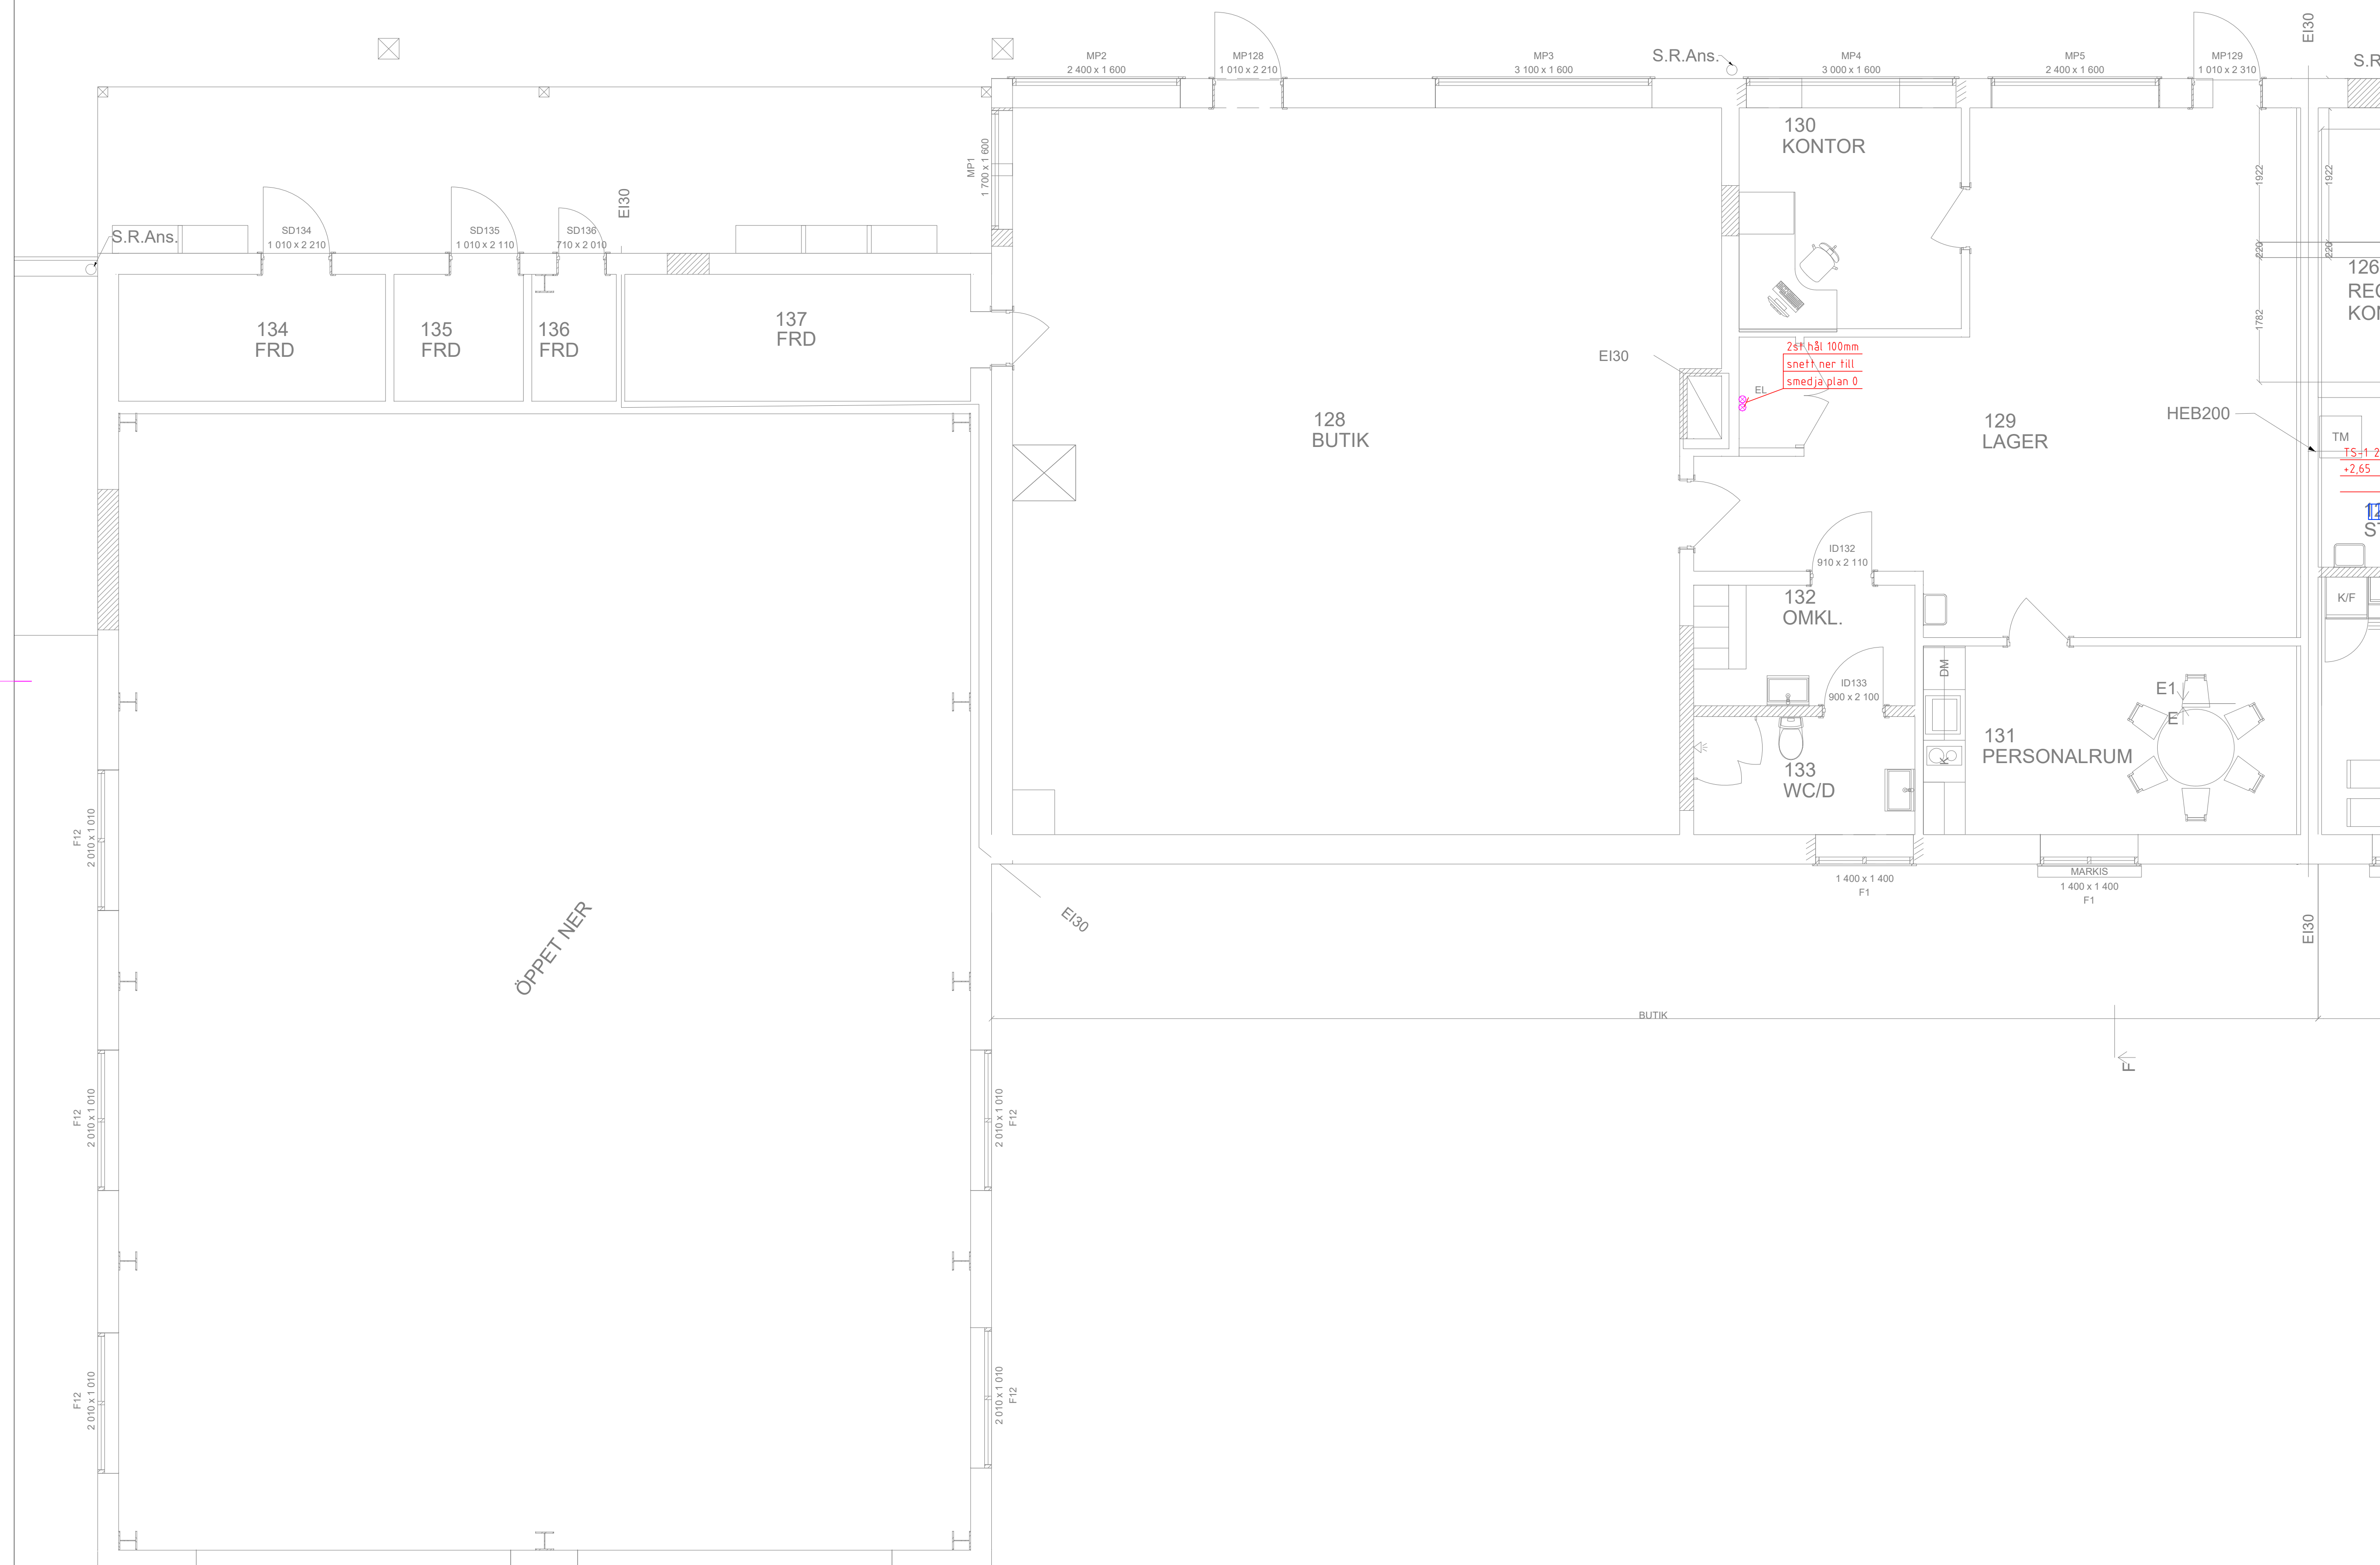 EI30
S.R.Ans.
MP2
2 400 x 1 600
MP128
1 010 x 2 210
MP3
3 100 x 1 600
MP4
3 000 x 1 600
MP5
2 400 x 1 600
MP129
1 010 x 2 310
S.R
130
KONTOR
MP1
1 700 x 1 600
1922
1922
EI30
S.R.Ans.
SD134
1 010 x 2 210
SD135
1 010 x 2 110
SD136
710 x 2 010
220
220
126
134
FRD
135
FRD
136
FRD
137
FRD
1782
EI30
2st hål 100mm
snett ner till
smedja plan 0
EL
128
BUTIK
129
LAGER
HEB200
TM
TS-1 2
+2,65
ID132
910 x 2 110
132
OMKL.
K/F
DM
ID133
900 x 2 100
E1
E
131
PERSONALRUM
K
133
WC/D
F12
2 010 x 1 010
1 400 x 1 400
F1
MARKIS
1 400 x 1 400
F1
EI30
EI30
ÖPPET NER
BUTIK
F
F12
2 010 x 1 010
2 010 x 1 010
F12
F12
2 010 x 1 010
2 010 x 1 010
F12